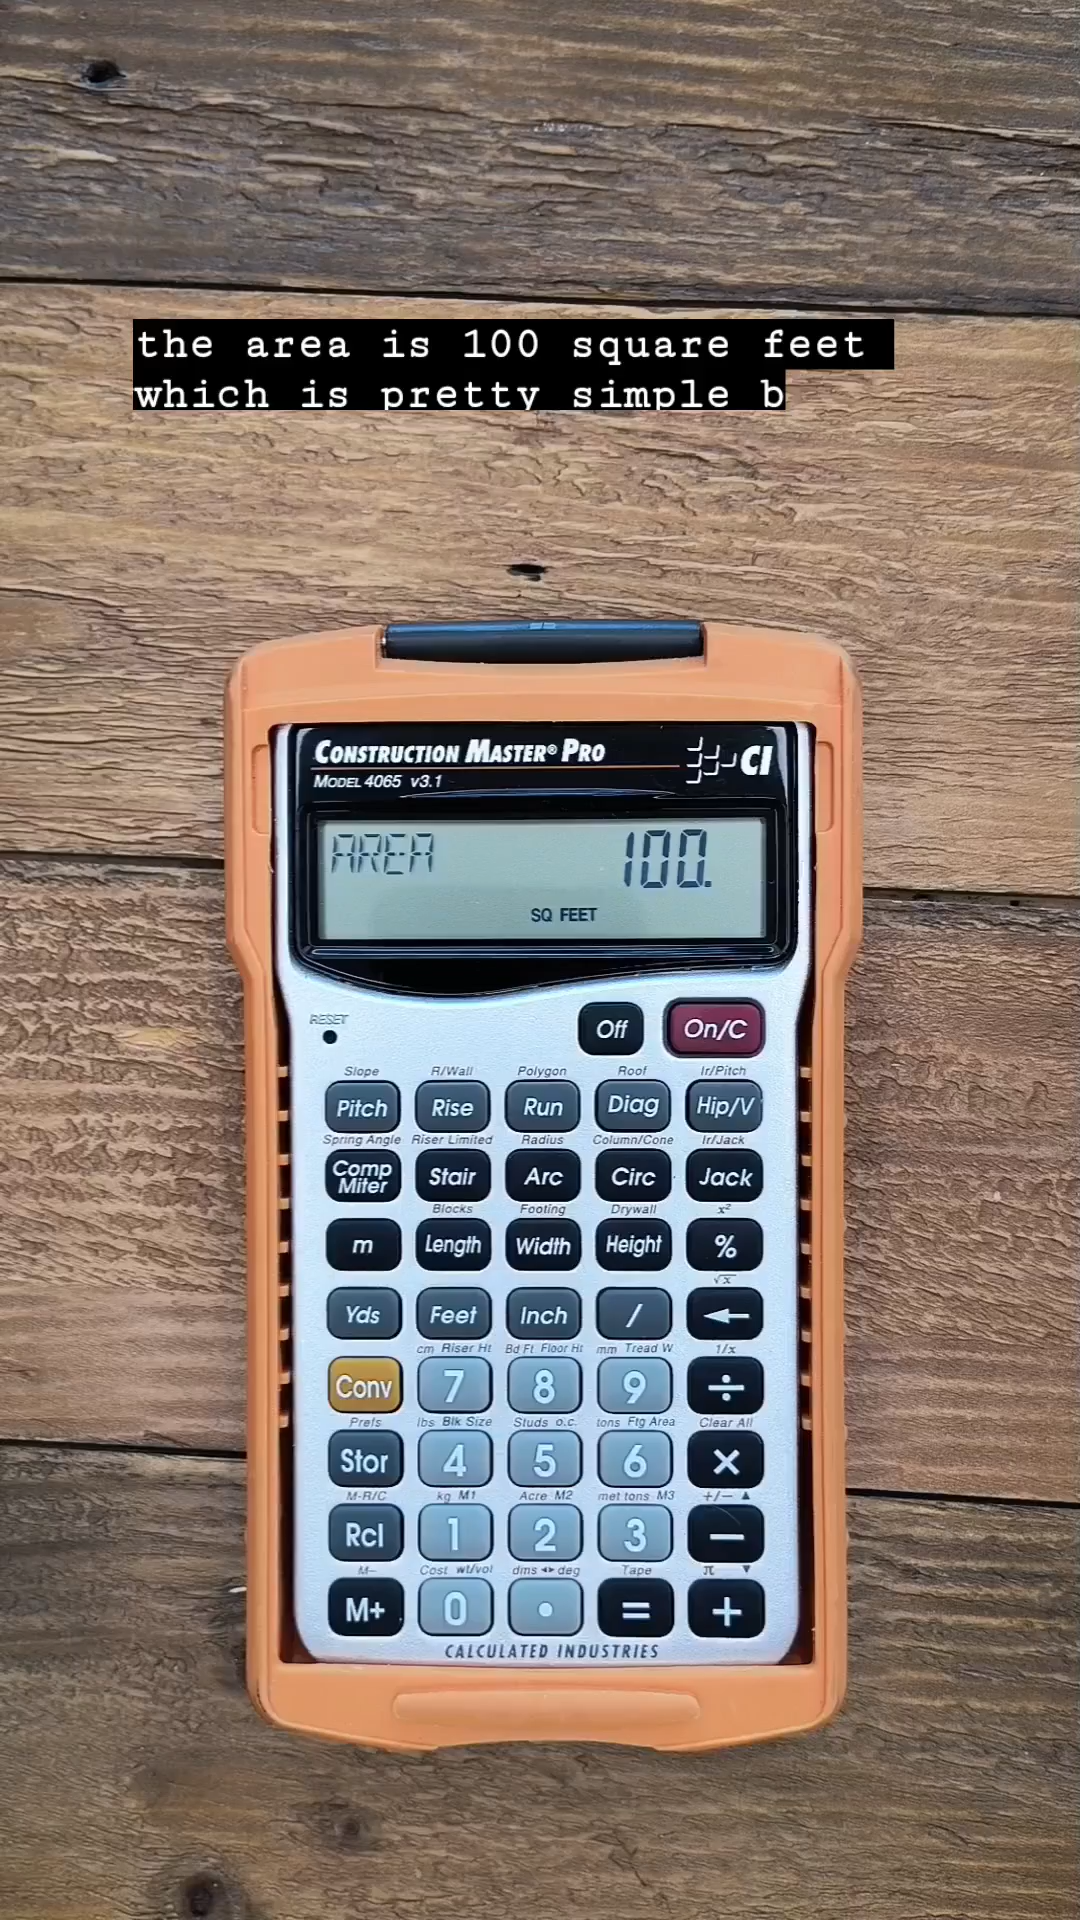 the area is 100 square feet
which is pretty simple b
CONSTRUCTION MASTER® PRO
MODEL 4065 v3.1
CI
AREA 100.
SQ FEET
RESET
Off On/C
Slope R/Wall Polygon Roof Ir/Pitch
Pitch Rise Run Diag Hip/V
Spring Angle Riser Limited Radius Column/Cone Ir/Jack
Comp Miter Stair Arc Circ Jack
Blocks Footing Drywall x²
m Length Width Height %
√x
Yds Feet Inch / ←
cm Riser Ht Bd Ft Floor Ht mm Tread W 1/x
Conv 7 8 9 ÷
Prefs lbs Blk Size Studs o.c. tons Ftg Area Clear All
Stor 4 5 6 ×
M-R/C kg M1 Acre M2 met tons M3 +/− ▲
Rcl 1 2 3 −
M− Cost wt/vol dms ◄► deg Tape π ▼
M+ 0 • = +
CALCULATED INDUSTRIES